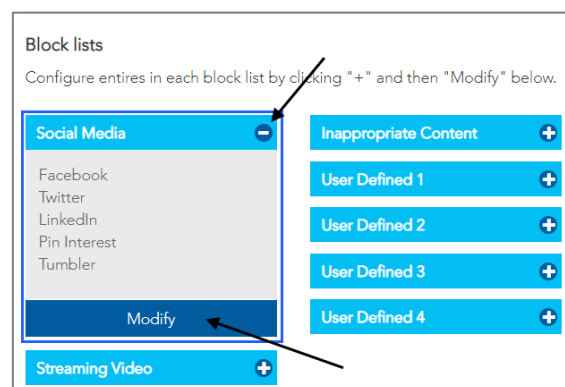 Block lists
Configure entires in each block list by clicking "+" and then "Modify" below.
Social Media
Facebook
Twitter
LinkedIn
Pin Interest
Tumbler
Modify
Streaming Video
Inappropriate Content
User Defined 1
User Defined 2
User Defined 3
User Defined 4